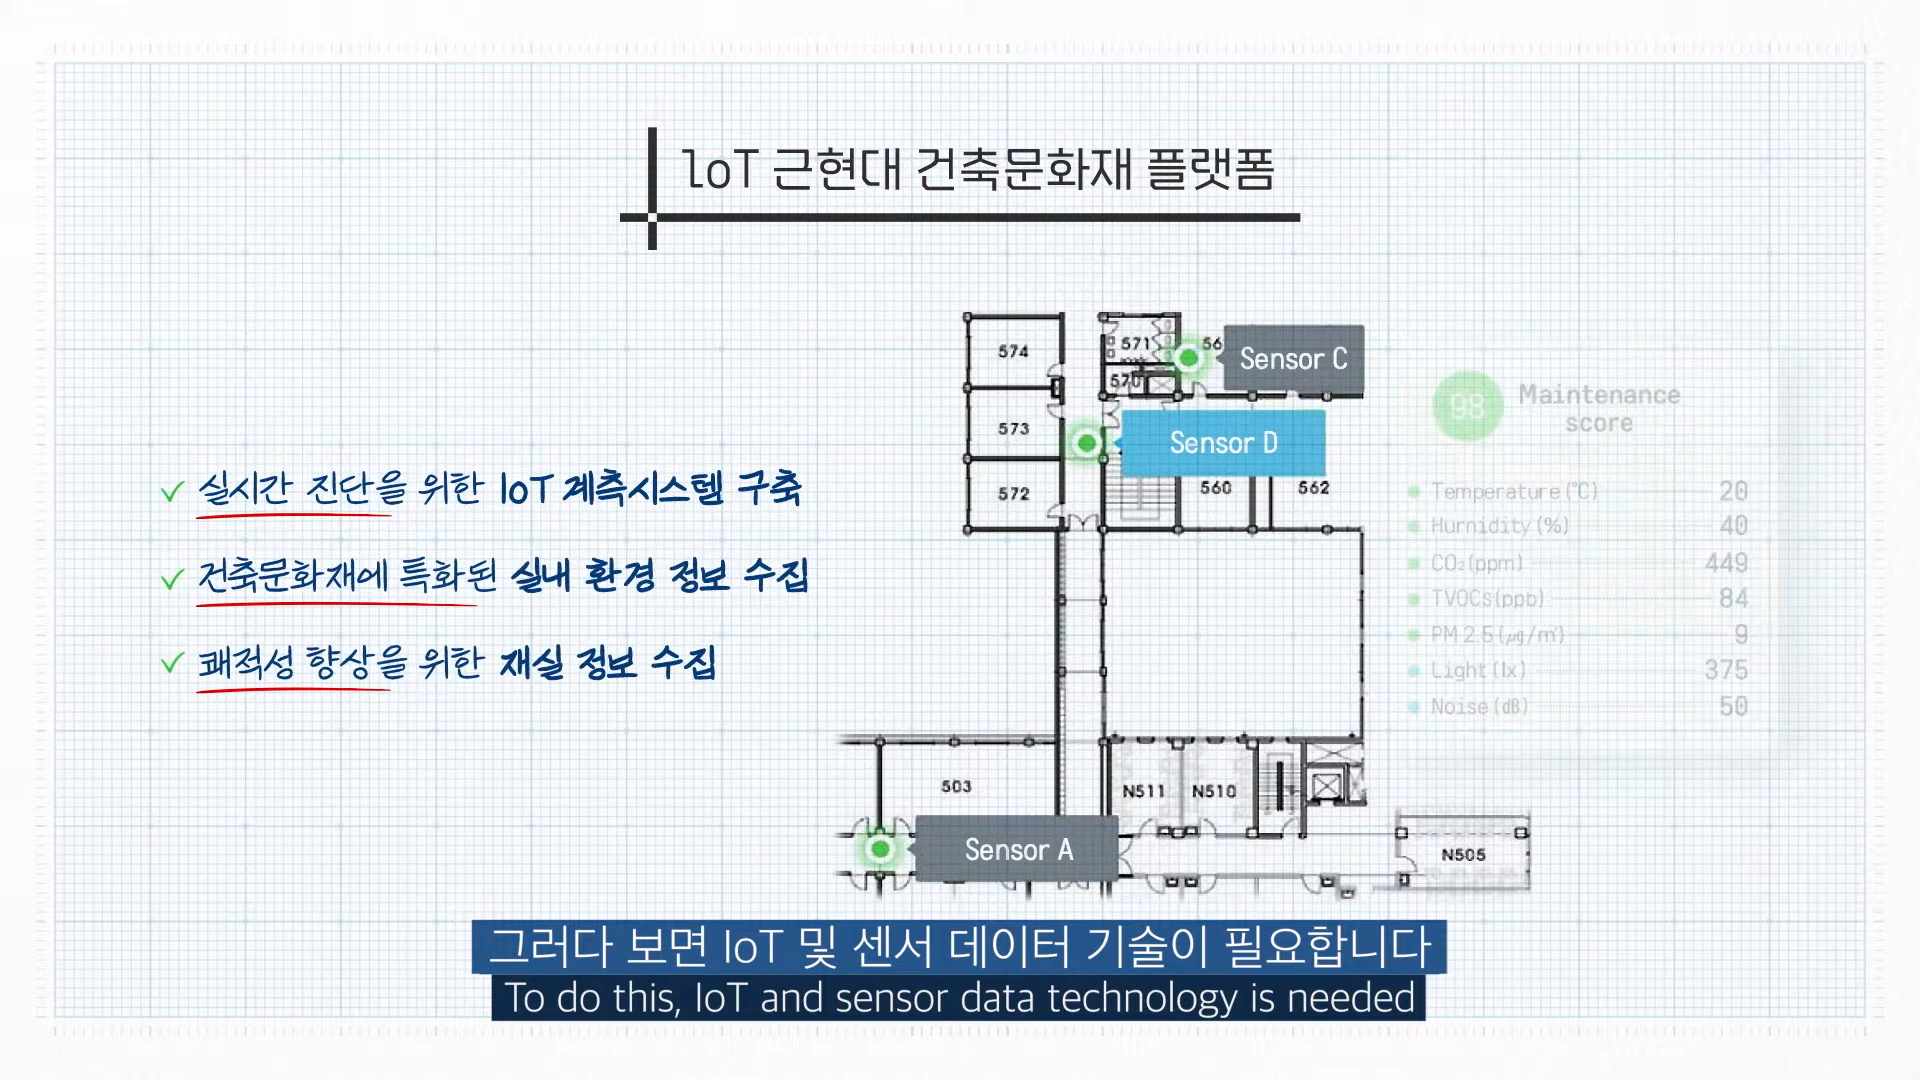 IoT 근현대 건축문화재 플랫폼
실시간 진단을 위한 IoT 계측시스템 구축
건축문화재에 특화된 실내 환경 정보 수집
쾌적성 향상을 위한 재실 정보 수집
574
571
56
Sensor C
570
573
Sensor D
572
560
562
503
N511
N510
Sensor A
N505
98
Maintenance
score
Temperature (℃) 20
Hurnidity (%) 40
CO₂ (ppm) 449
TVOCs (ppb) 84
PM 2.5 (㎍/㎥) 9
Light (lx) 375
Noise (dB) 50
그러다 보면 IoT 및 센서 데이터 기술이 필요합니다
To do this, IoT and sensor data technology is needed